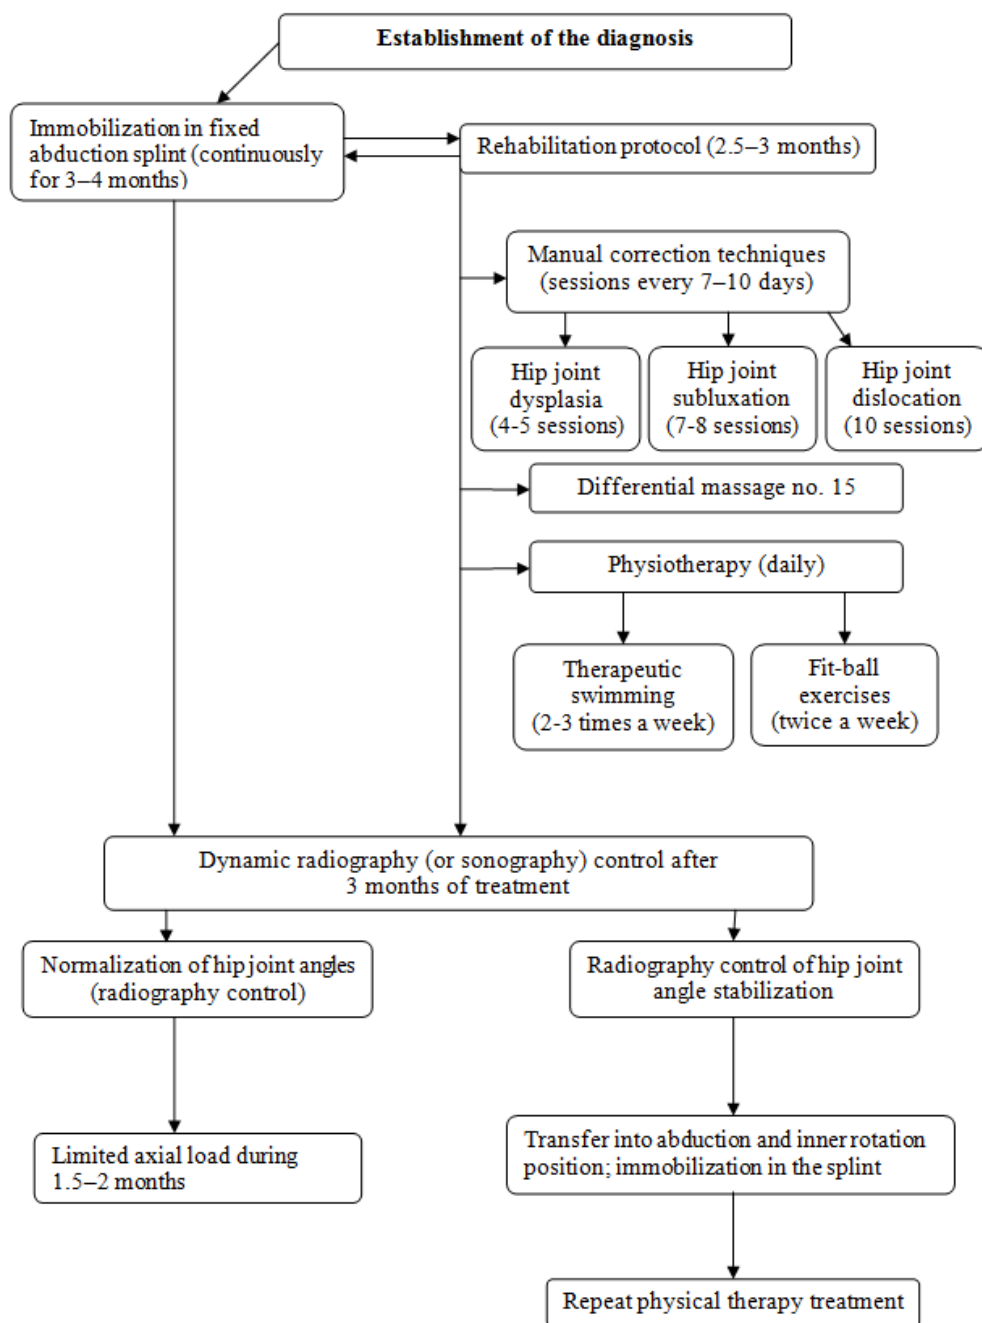 Establishment of the diagnosis
Immobilization in fixed
abduction splint (continuously
for 3–4 months)
Rehabilitation protocol (2.5–3 months)
Manual correction techniques
(sessions every 7–10 days)
Hip joint
dysplasia
(4-5 sessions)
Hip joint
subluxation
(7-8 sessions)
Hip joint
dislocation
(10 sessions)
Differential massage no. 15
Physiotherapy (daily)
Therapeutic
swimming
(2-3 times a week)
Fit-ball
exercises
(twice a week)
Dynamic radiography (or sonography) control after
3 months of treatment
Normalization of hip joint angles
(radiography control)
Radiography control of hip joint
angle stabilization
Limited axial load during
1.5–2 months
Transfer into abduction and inner rotation
position; immobilization in the splint
Repeat physical therapy treatment